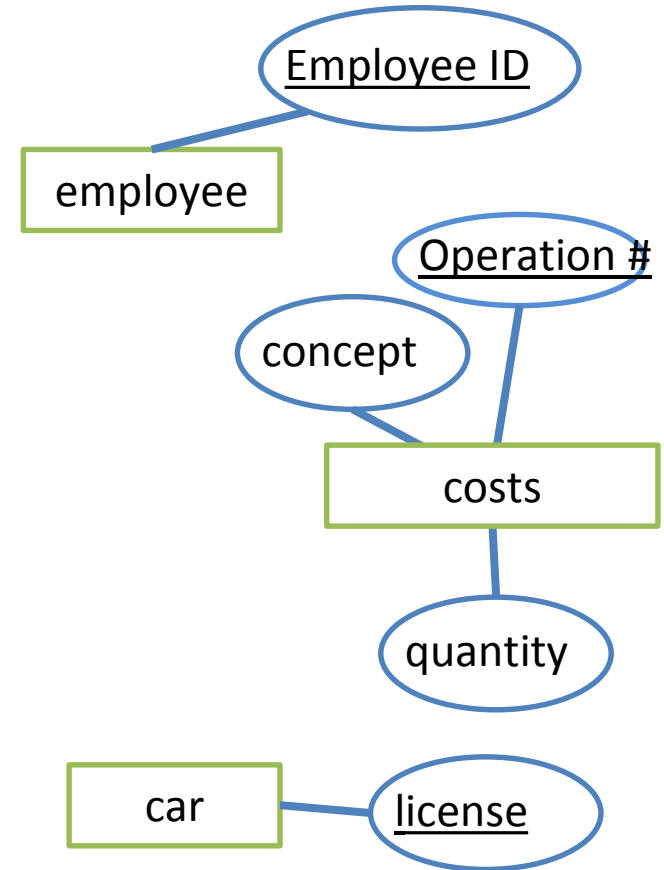 Employee ID
employee
Operation #
concept
costs
quantity
car
license